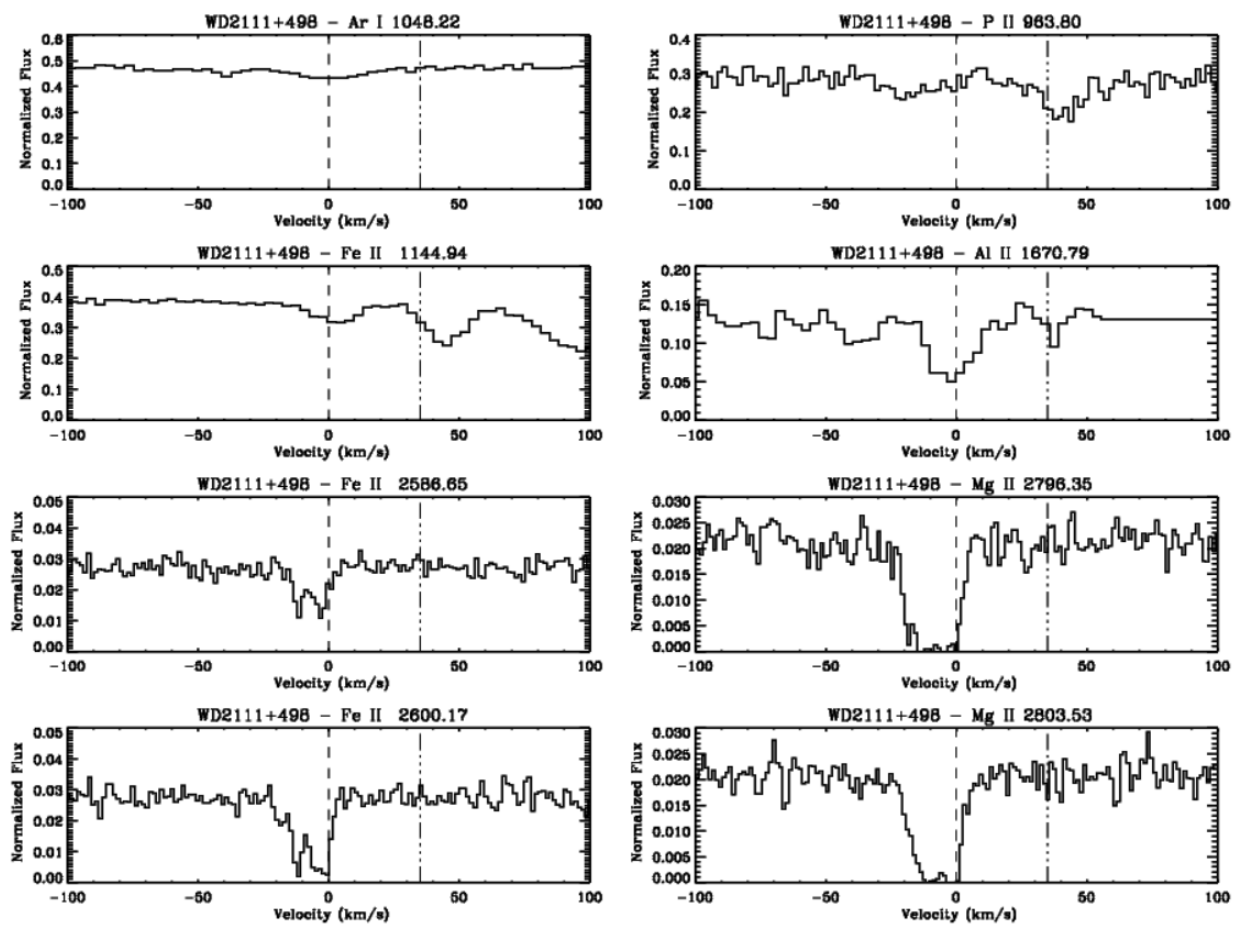 WD2111+498 - Ar I 1048.22
Normalized Flux
0.6
0.5
0.4
0.3
0.2
0.1
0.0
-100 -50 0 50 100
Velocity (km/s)
WD2111+498 - P II 963.80
Normalized Flux
0.4
0.3
0.2
0.1
0.0
-100 -50 0 50 100
Velocity (km/s)
WD2111+498 - Fe II 1144.94
Normalized Flux
0.5
0.4
0.3
0.2
0.1
0.0
-100 -50 0 50 100
Velocity (km/s)
WD2111+498 - Al II 1670.79
Normalized Flux
0.20
0.15
0.10
0.05
0.00
-100 -50 0 50 100
Velocity (km/s)
WD2111+498 - Fe II 2586.65
Normalized Flux
0.05
0.04
0.03
0.02
0.01
0.00
-100 -50 0 50 100
Velocity (km/s)
WD2111+498 - Mg II 2796.35
Normalized Flux
0.030
0.025
0.020
0.015
0.010
0.005
0.000
-100 -50 0 50 100
Velocity (km/s)
WD2111+498 - Fe II 2600.17
Normalized Flux
0.05
0.04
0.03
0.02
0.01
0.00
-100 -50 0 50 100
Velocity (km/s)
WD2111+498 - Mg II 2803.53
Normalized Flux
0.030
0.025
0.020
0.015
0.010
0.005
0.000
-100 -50 0 50 100
Velocity (km/s)